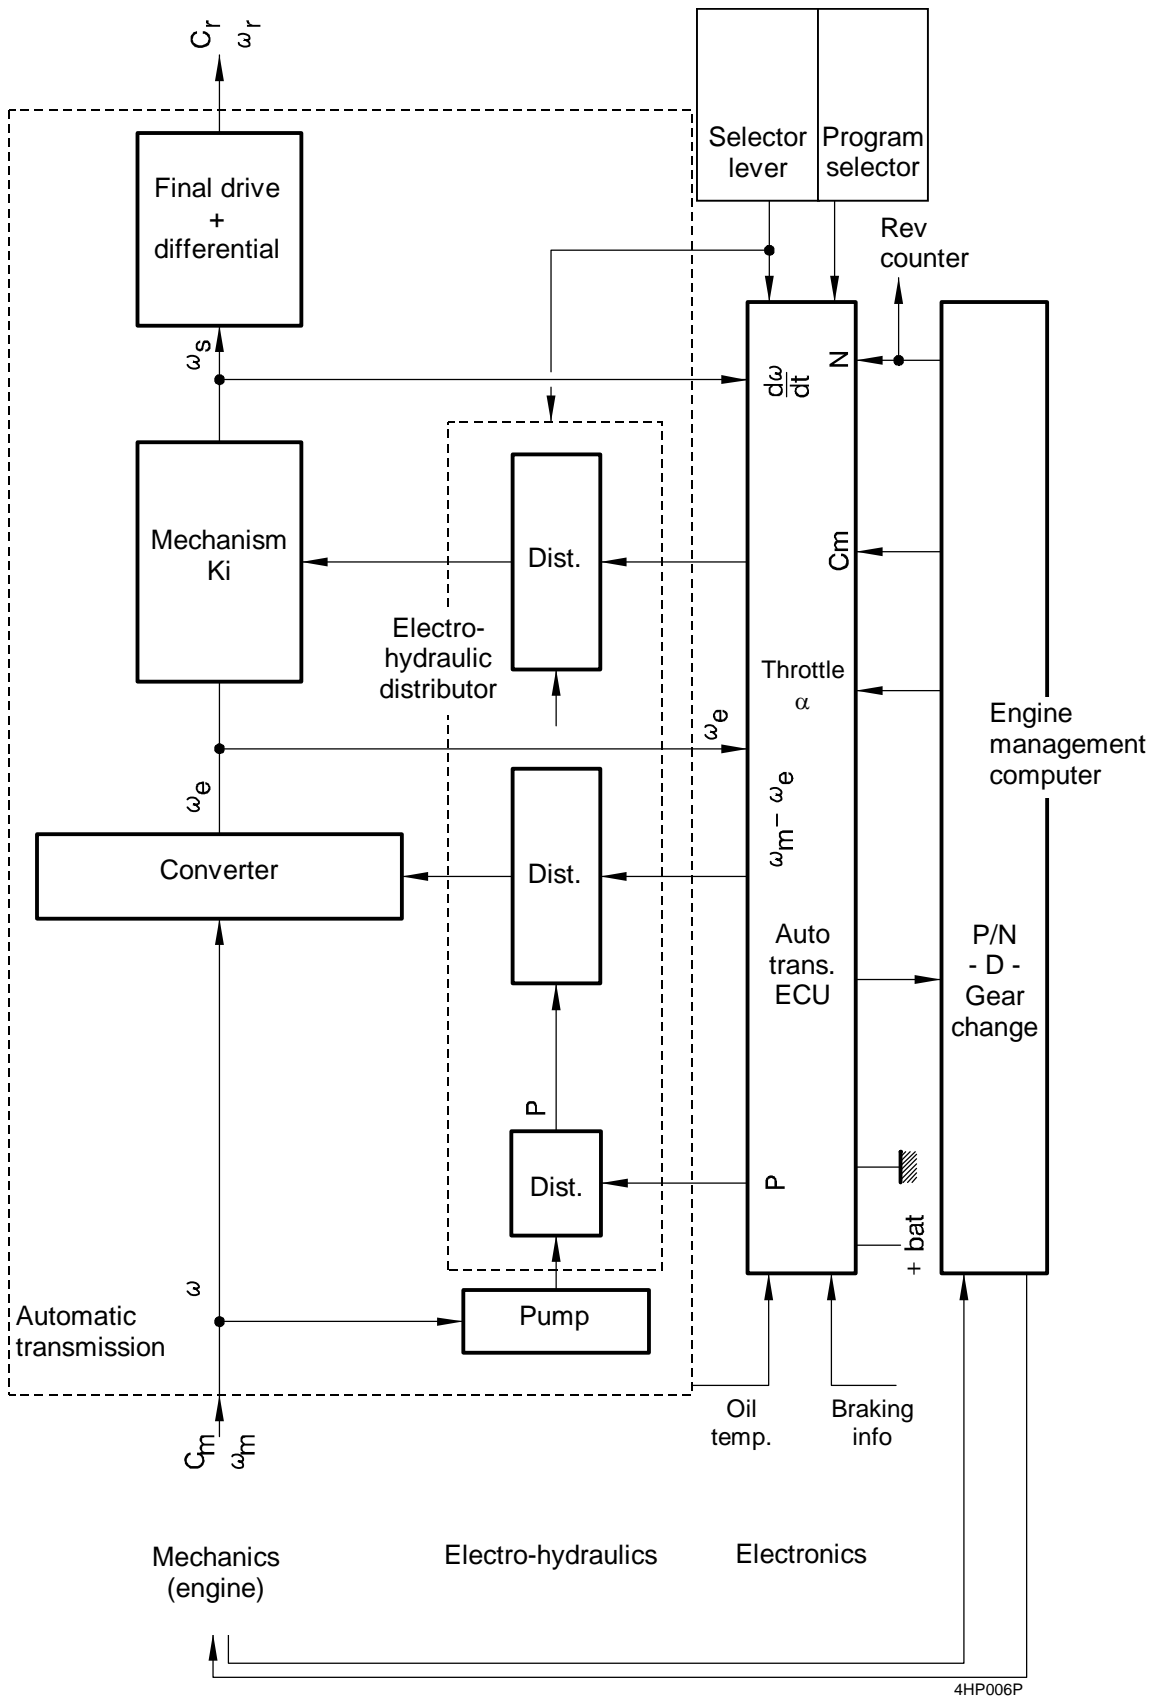 Cr
ωr
Selector
lever
Program
selector
Final drive
+
differential
Rev
counter
ωs
dω
dt
N
Mechanism
Ki
Dist.
Cm
Electro-
hydraulic
distributor
Throttle
α
ωe
Engine
management
computer
ωe
ωm− ωe
Converter
Dist.
Auto
trans.
ECU
P/N
- D -
Gear
change
P
Dist.
P
+ bat
ω
Automatic
transmission
Pump
Oil
temp.
Braking
info
Cm
ωm
Mechanics
(engine)
Electro-hydraulics
Electronics
4HP006P